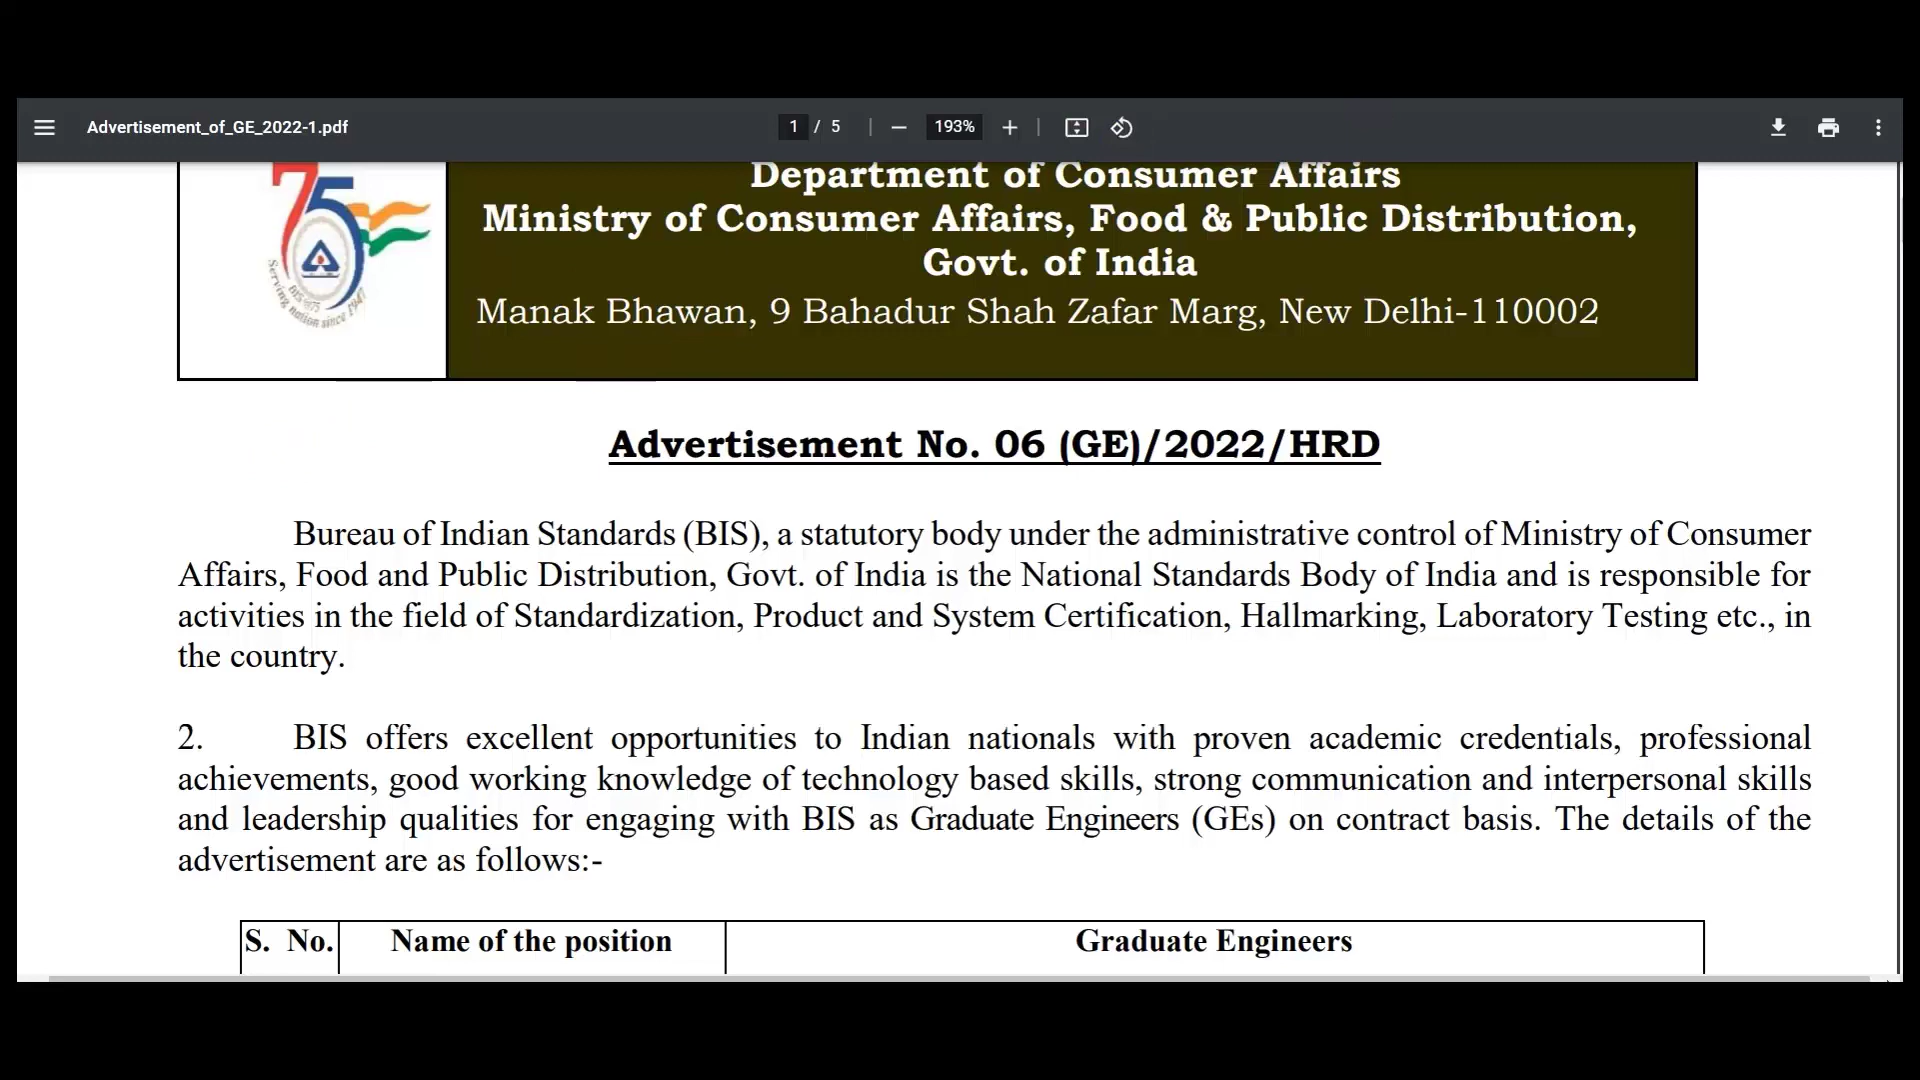 Advertisement_of_GE_2022-1.pdf
1 / 5
193%
75
Serving nation since 1947
Department of Consumer Affairs
Ministry of Consumer Affairs, Food & Public Distribution,
Govt. of India
Manak Bhawan, 9 Bahadur Shah Zafar Marg, New Delhi-110002
Advertisement No. 06 (GE)/2022/HRD
Bureau of Indian Standards (BIS), a statutory body under the administrative control of Ministry of Consumer
Affairs, Food and Public Distribution, Govt. of India is the National Standards Body of India and is responsible for
activities in the field of Standardization, Product and System Certification, Hallmarking, Laboratory Testing etc., in
the country.
2. BIS offers excellent opportunities to Indian nationals with proven academic credentials, professional
achievements, good working knowledge of technology based skills, strong communication and interpersonal skills
and leadership qualities for engaging with BIS as Graduate Engineers (GEs) on contract basis. The details of the
advertisement are as follows:-
S. No. Name of the position Graduate Engineers